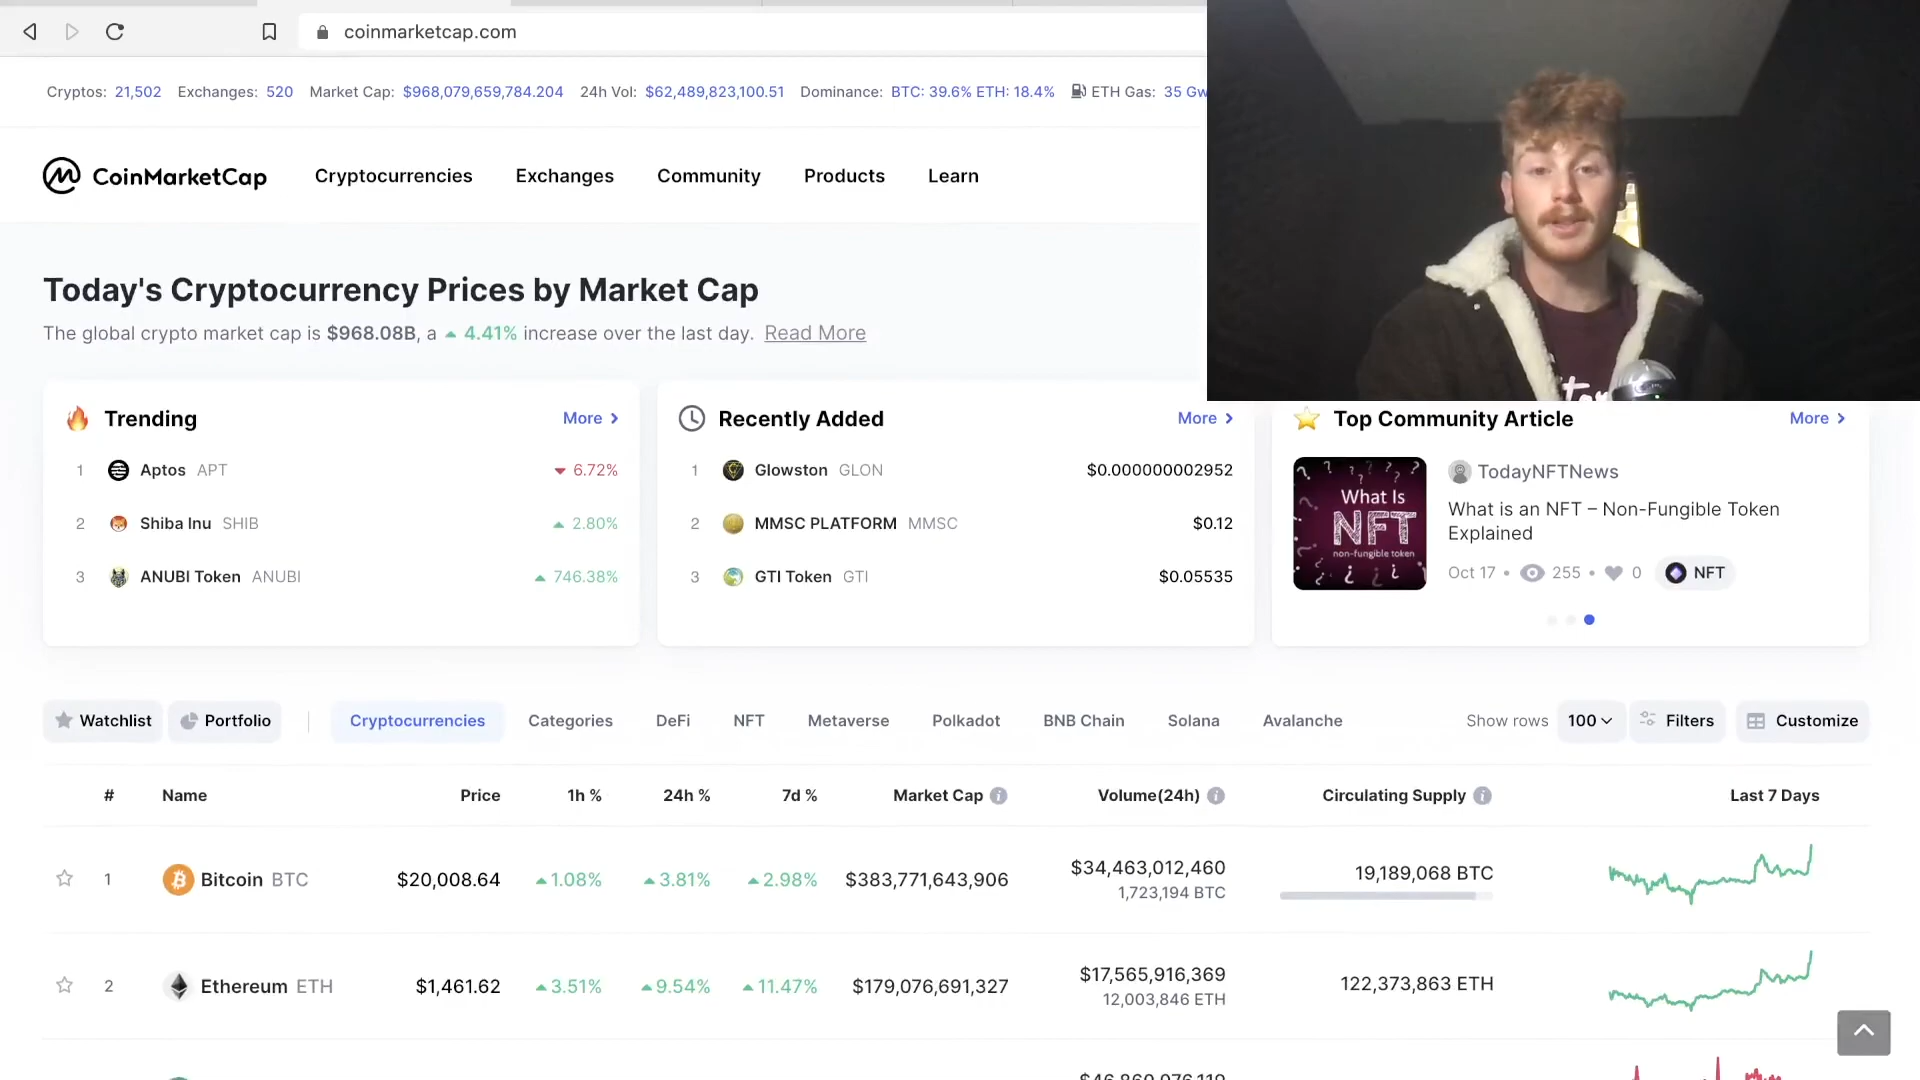 coinmarketcap.com
Cryptos: 21,502 Exchanges: 520 Market Cap: $968,079,659,784.204 24h Vol: $62,489,823,100.51 Dominance: BTC: 39.6% ETH: 18.4% ETH Gas: 35
CoinMarketCap Cryptocurrencies Exchanges Community Products Learn
Today's Cryptocurrency Prices by Market Cap
The global crypto market cap is $968.08B, a 4.41% increase over the last day. Read More
Trending More
1 Aptos APT 6.72%
2 Shiba Inu SHIB 2.80%
3 ANUBI Token ANUBI 746.38%
Recently Added More
1 Glowston GLON $0.000000002952
2 MMSC PLATFORM MMSC $0.12
3 GTI Token GTI $0.05535
Top Community Article More
What Is
NFT
non-fungible token
TodayNFTNews
What is an NFT – Non-Fungible Token
Explained
Oct 17 • 255 • 0 NFT
Watchlist Portfolio Cryptocurrencies Categories DeFi NFT Metaverse Polkadot BNB Chain Solana Avalanche Show rows 100 Filters Customize
# Name Price 1h % 24h % 7d % Market Cap Volume(24h) Circulating Supply Last 7 Days
1 Bitcoin BTC $20,008.64 1.08% 3.81% 2.98% $383,771,643,906 $34,463,012,460 19,189,068 BTC
1,723,194 BTC
2 Ethereum ETH $1,461.62 3.51% 9.54% 11.47% $179,076,691,327 $17,565,916,369 122,373,863 ETH
12,003,846 ETH